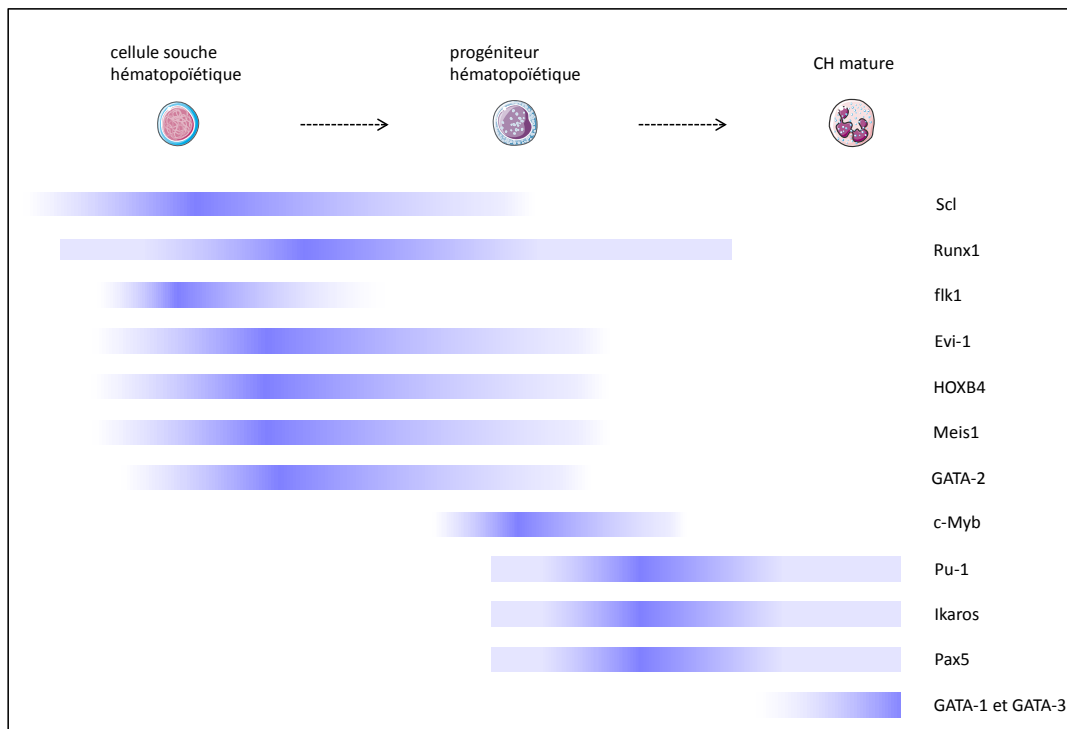 cellule souche
hématopoïétique
progéniteur
hématopoïétique
CH mature
Scl
Runx1
flk1
Evi-1
HOXB4
Meis1
GATA-2
c-Myb
Pu-1
Ikaros
Pax5
GATA-1 et GATA-3